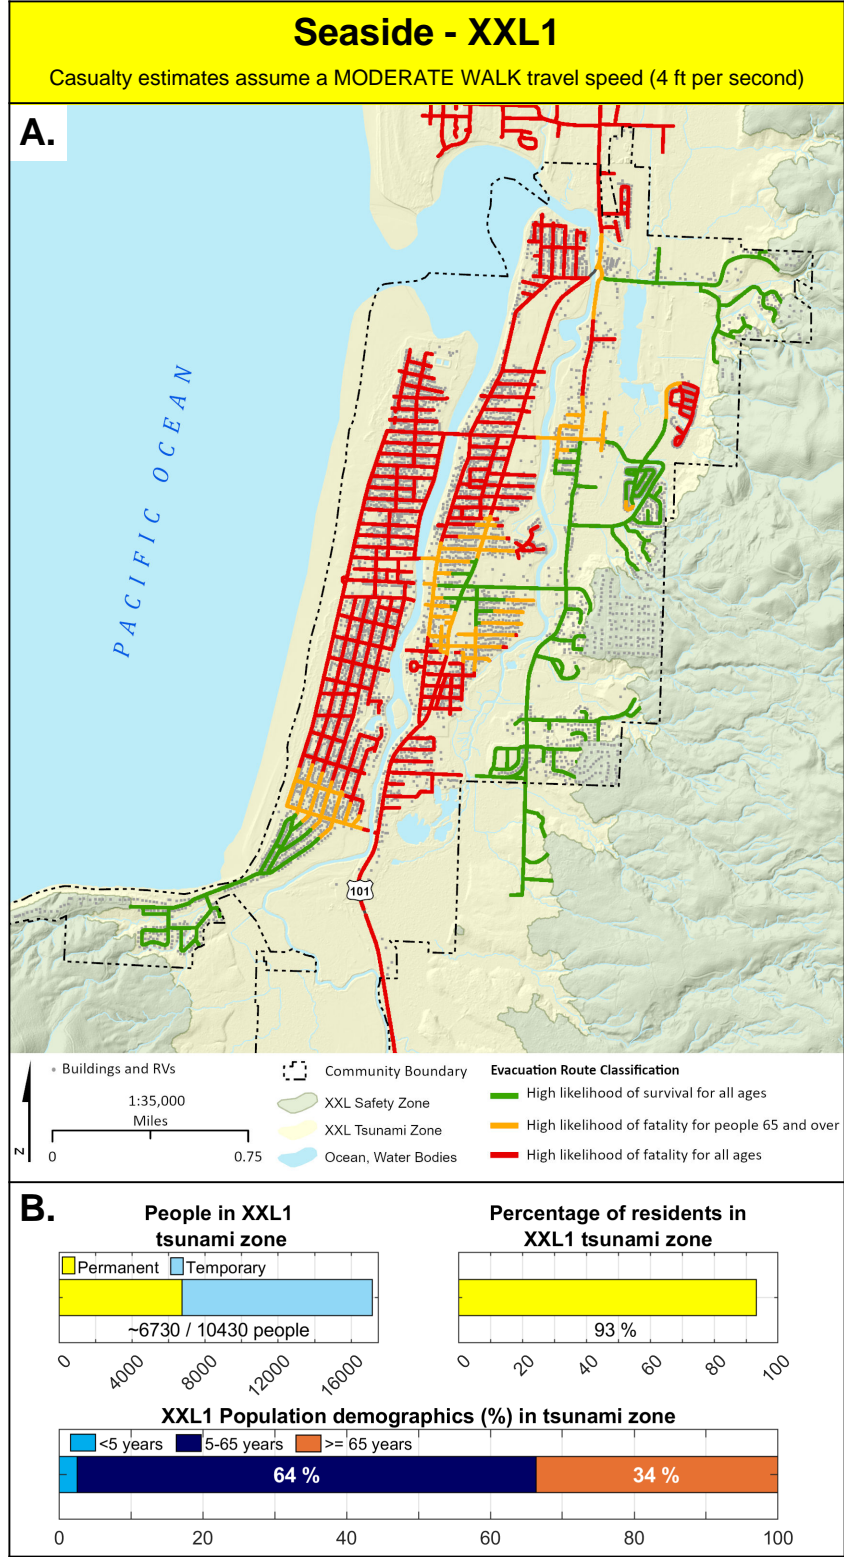 Seaside - XXL1
Casualty estimates assume a MODERATE WALK travel speed (4 ft per second)
A.
PACIFIC OCEAN
101
Buildings and RVs
1:35,000
Miles
0 0.75
N
Community Boundary
XXL Safety Zone
XXL Tsunami Zone
Ocean, Water Bodies
Evacuation Route Classification
High likelihood of survival for all ages
High likelihood of fatality for people 65 and over
High likelihood of fatality for all ages
B.
People in XXL1
tsunami zone
Permanent Temporary
~6730 / 10430 people
0 4000 8000 12000 16000
Percentage of residents in
XXL1 tsunami zone
93 %
0 20 40 60 80 100
XXL1 Population demographics (%) in tsunami zone
<5 years 5-65 years >= 65 years
64 % 34 %
0 20 40 60 80 100